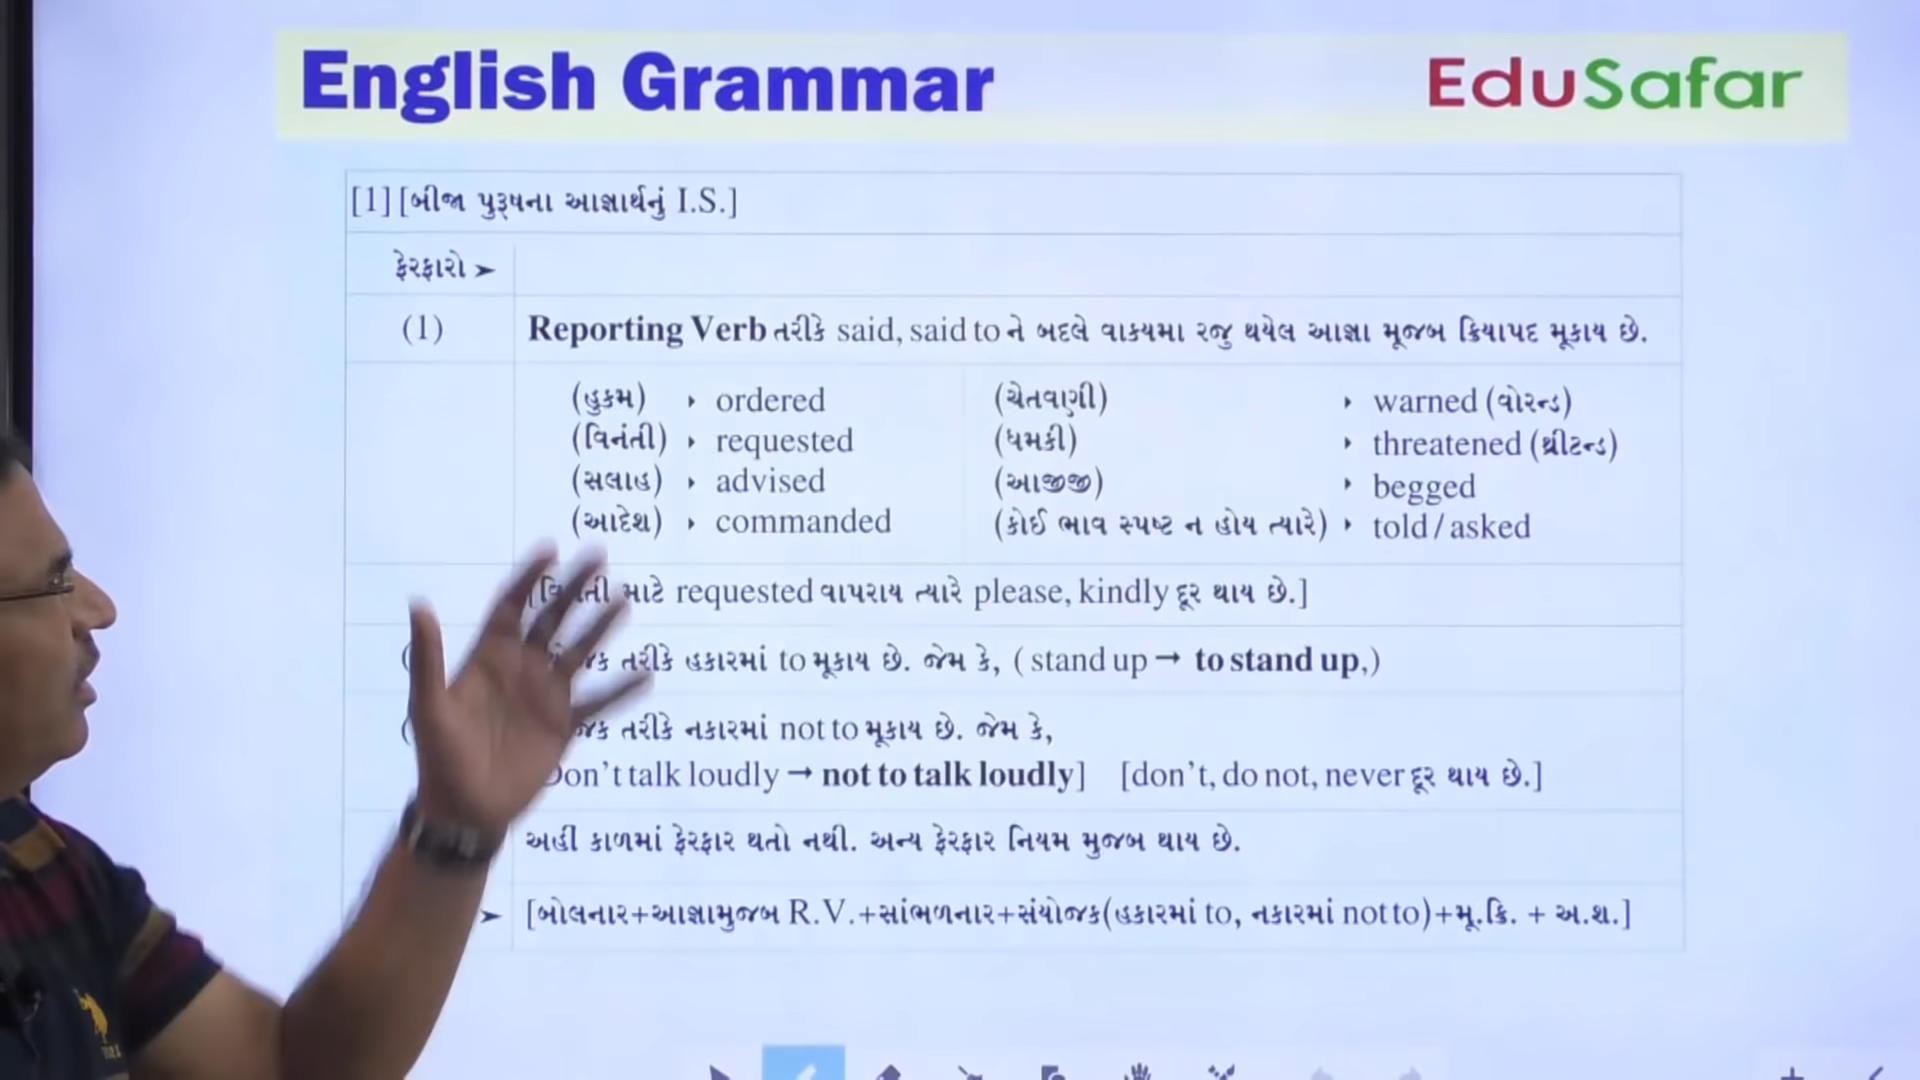 English Grammar
EduSafar
[1] [બીજા પુરૂષના આજ્ઞાર્થનું I.S.]
ફેરફારો ➤
(1) Reporting Verb તરીકે said, said to ને બદલે વાકયમા રજુ થયેલ આજ્ઞા મૂજબ ક્રિયાપદ મૂકાય છે.
(હુકમ) ▸ ordered (ચેતવણી) ▸ warned (વોરન્ડ)
(વિનંતી) ▸ requested (ધમકી) ▸ threatened (થ્રીટન્ડ)
(સલાહ) ▸ advised (આજીજી) ▸ begged
(આદેશ) ▸ commanded (કોઈ ભાવ સ્પષ્ટ ન હોય ત્યારે) ▸ told / asked
માટે requested વાપરાય ત્યારે please, kindly દૂર થાય છે.]
તરીકે હકારમાં to મૂકાય છે. જેમ કે, ( stand up → to stand up,)
તરીકે નકારમાં not to મૂકાય છે. જેમ કે,
Don't talk loudly → not to talk loudly] [don't, do not, never દૂર થાય છે.]
અહીં કાળમાં ફેરફાર થતો નથી. અન્ય ફેરફાર નિયમ મુજબ થાય છે.
➤ [બોલનાર+આજ્ઞામુજબ R.V.+સાંભળનાર+સંયોજક(હકારમાં to, નકારમાં not to)+મૂ.ક્રિ. + અ.શ.]